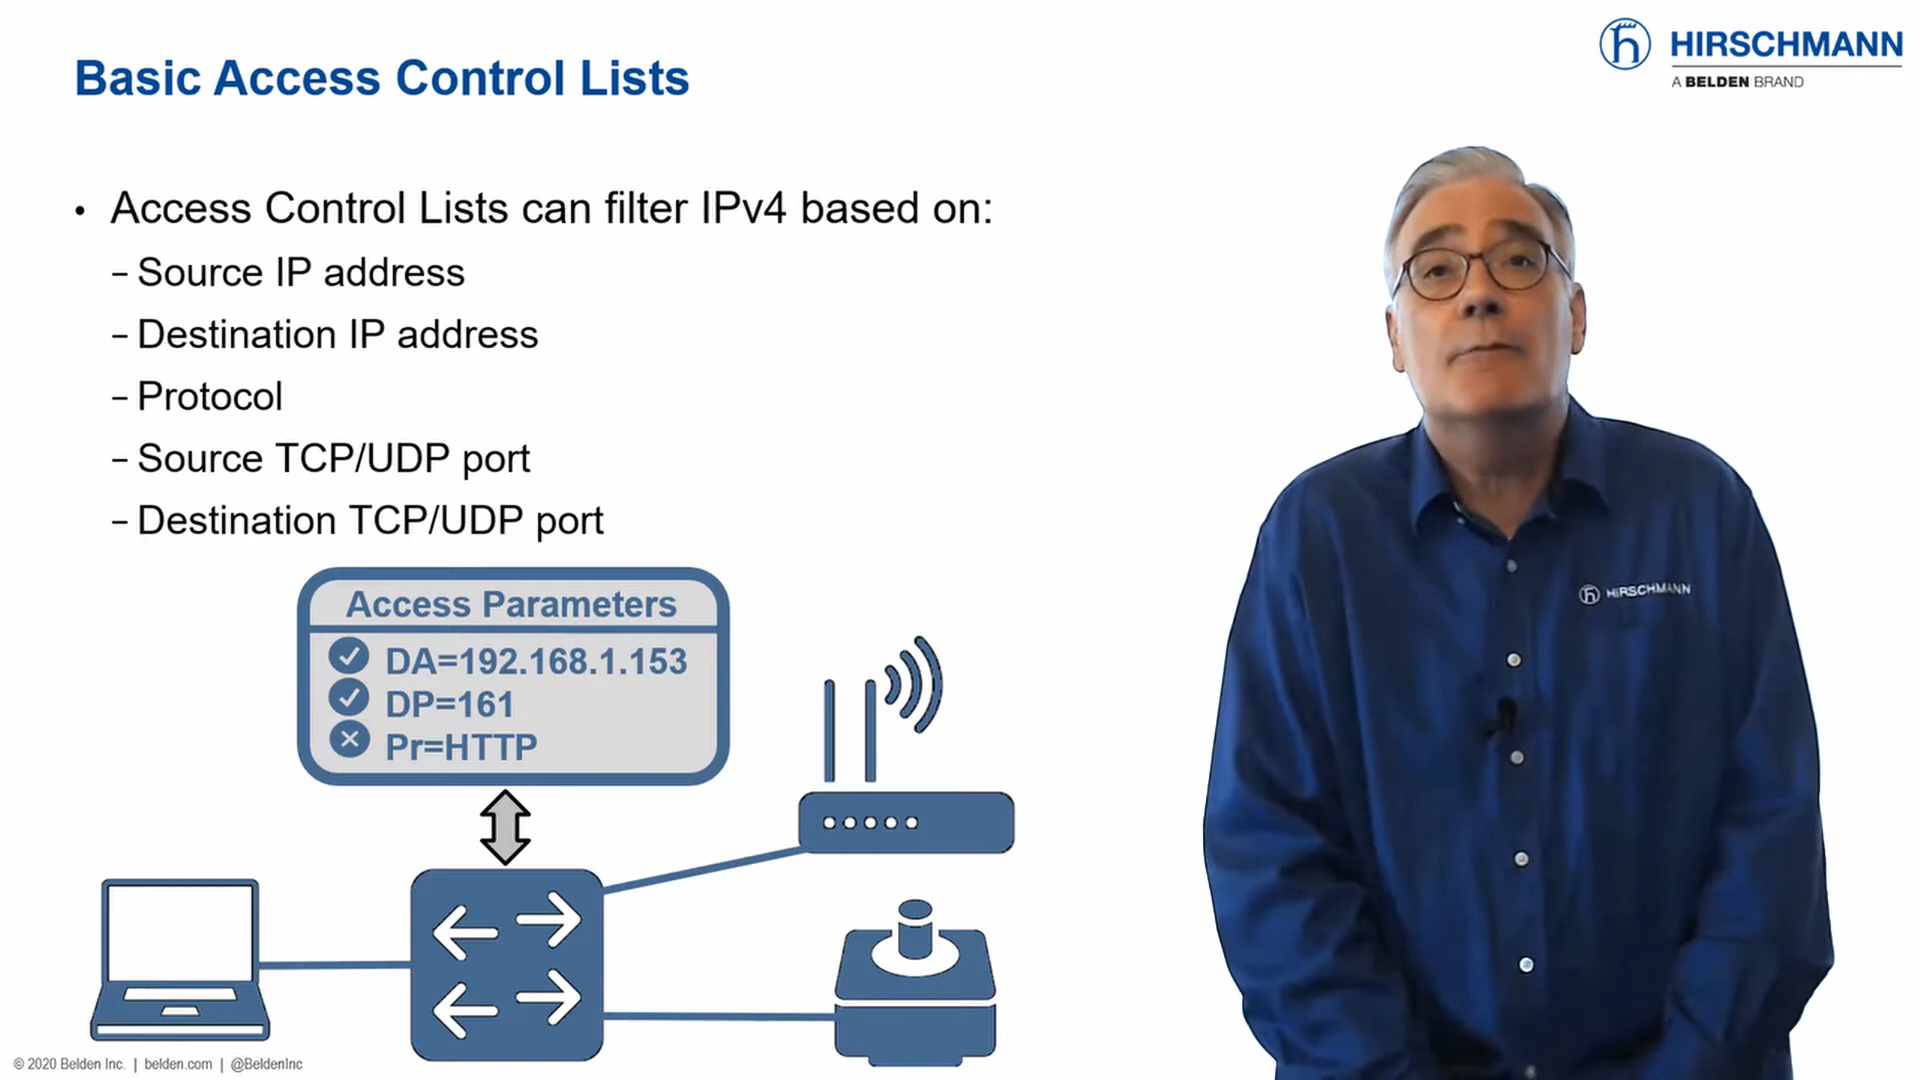 Basic Access Control Lists
HIRSCHMANN
A BELDEN BRAND
• Access Control Lists can filter IPv4 based on:
– Source IP address
– Destination IP address
– Protocol
– Source TCP/UDP port
– Destination TCP/UDP port
Access Parameters
DA=192.168.1.153
DP=161
Pr=HTTP
HIRSCHMANN
© 2020 Belden Inc. | belden.com | @BeldenInc